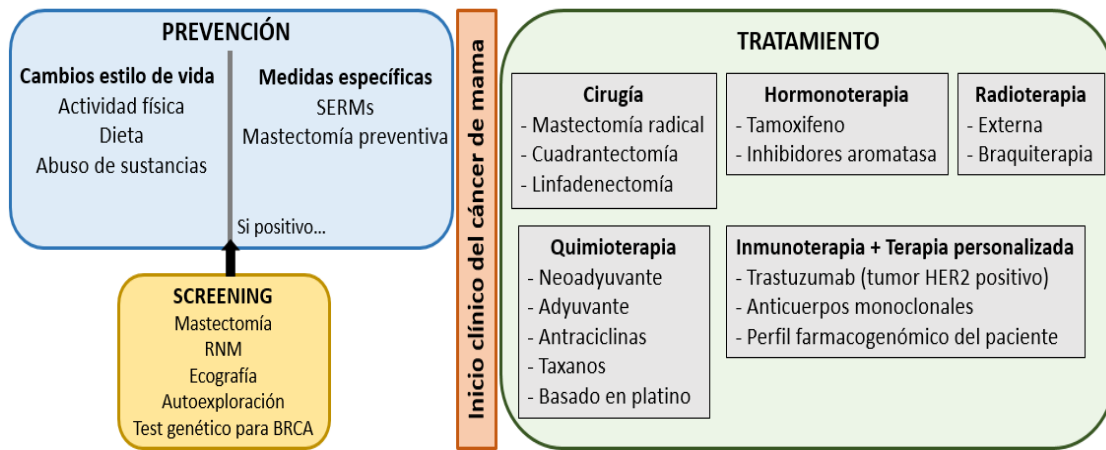 PREVENCIÓN
Cambios estilo de vida
Actividad física
Dieta
Abuso de sustancias
Medidas específicas
SERMs
Mastectomía preventiva
Si positivo...
SCREENING
Mastectomía
RNM
Ecografía
Autoexploración
Test genético para BRCA
Inicio clínico del cáncer de mama
TRATAMIENTO
Cirugía
- Mastectomía radical
- Cuadrantectomía
- Linfadenectomía
Hormonoterapia
- Tamoxifeno
- Inhibidores aromatasa
Radioterapia
- Externa
- Braquiterapia
Quimioterapia
- Neoadyuvante
- Adyuvante
- Antraciclinas
- Taxanos
- Basado en platino
Inmunoterapia + Terapia personalizada
- Trastuzumab (tumor HER2 positivo)
- Anticuerpos monoclonales
- Perfil farmacogenómico del paciente